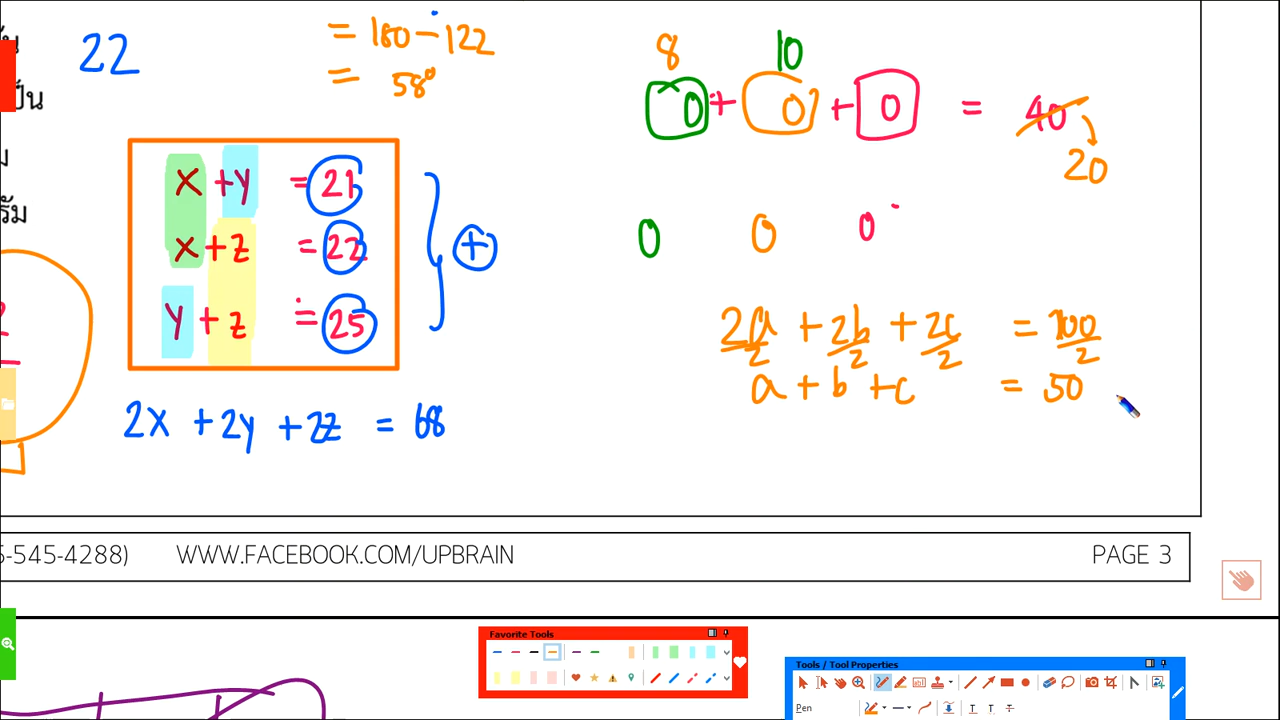 22
= 180 - 122
= 58°
x + y = 21
x + z = 22
y + z = 25
+
2x + 2y + 2z = 68
8 10
0 + 0 + 0 = 40
20
0 0 0
2a/2 + 2b/2 + 2c/2 = 100/2
a + b + c = 50
ป็น
รัม
5-545-4288) WWW.FACEBOOK.COM/UPBRAIN PAGE 3
Favorite Tools
Tools / Tool Properties
Pen